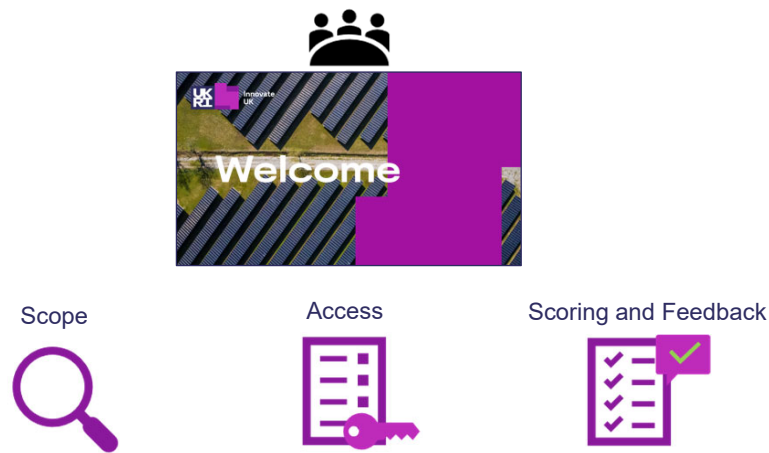 UK
RI
Innovate
UK
Welcome
Scope
Access
Scoring and Feedback